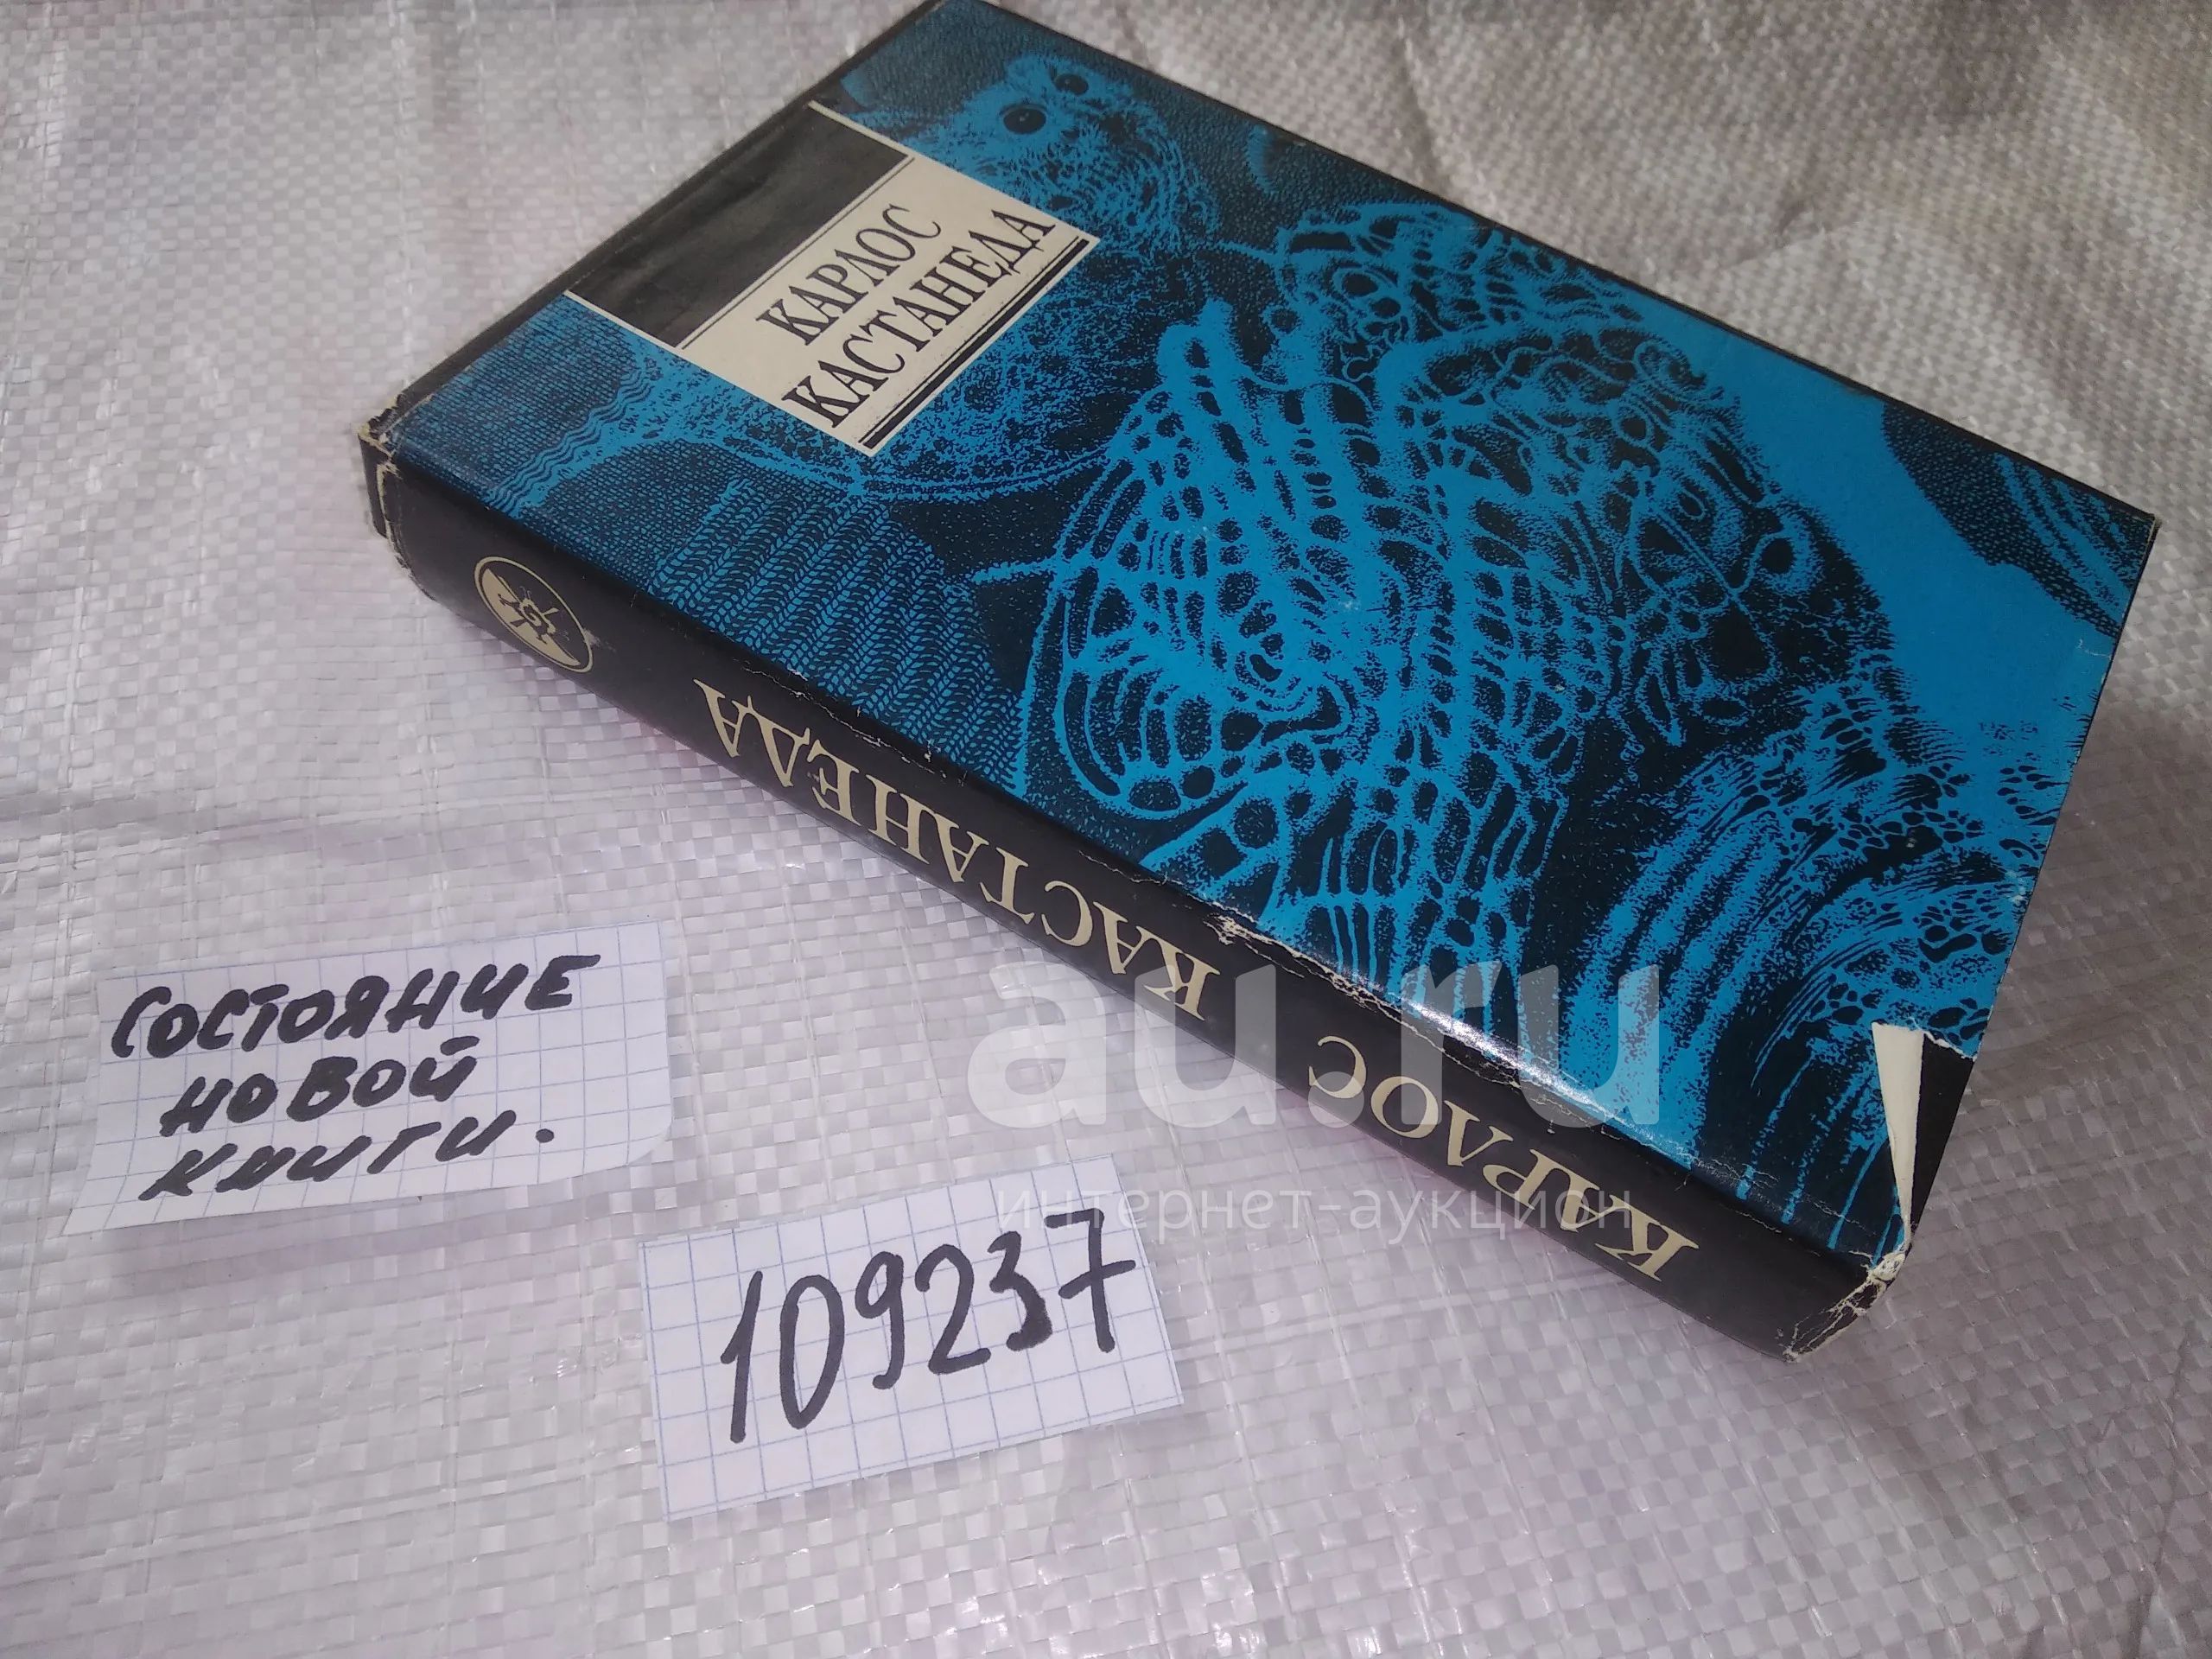 КАРЛОС
КАСТАНЕДА
КАРЛОС КАСТАНЕДА
состояние
новой
книги.
109237
au.ru
интернет-аукцион